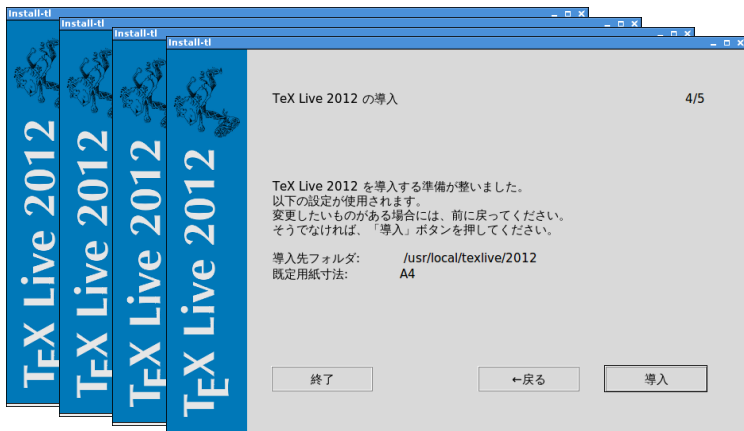 Install-tl
Install-tl
Install-tl
Install-tl
TeX Live 2012
TeX Live 2012
TeX Live 2012
TeX Live 2012
TeX Live 2012 の導入 4/5
TeX Live 2012 を導入する準備が整いました。
以下の設定が使用されます。
変更したいものがある場合には、前に戻ってください。
そうでなければ、「導入」ボタンを押してください。
導入先フォルダ: /usr/local/texlive/2012
既定用紙寸法: A4
終了 ←戻る 導入